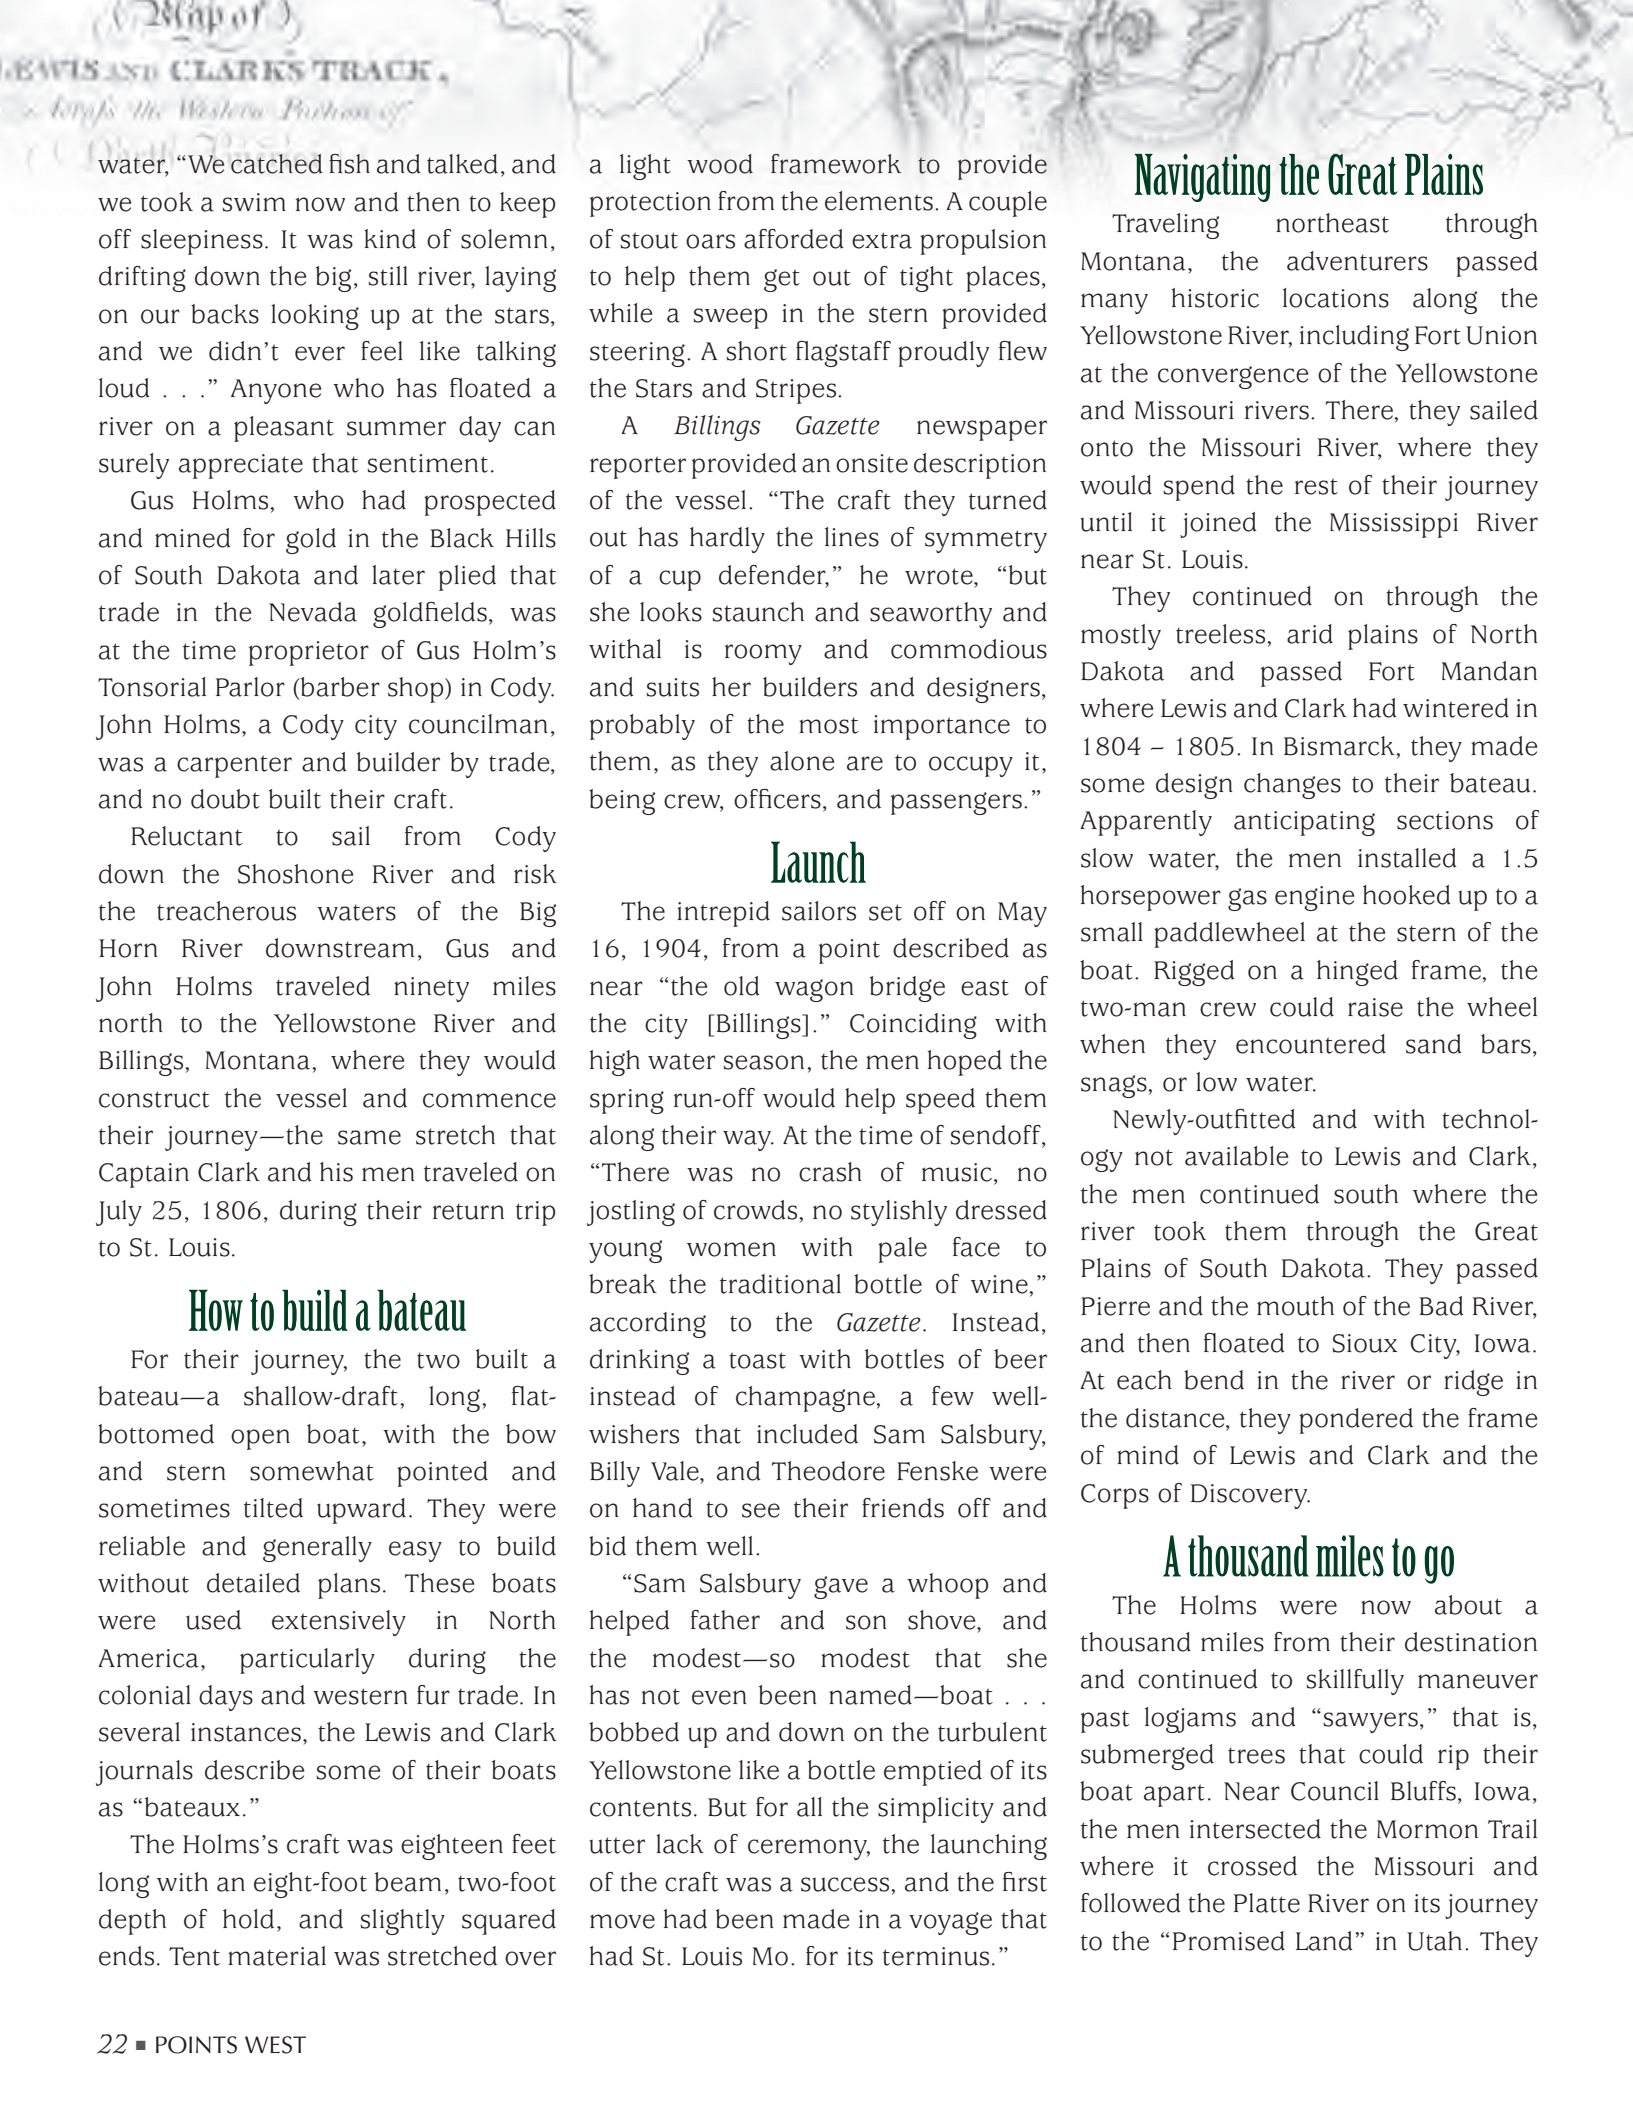 Map of
LEWIS AND CLARK'S TRACK,
the Western Portion of
water, “We catched fish and talked, and
we took a swim now and then to keep
off sleepiness. It was kind of solemn,
drifting down the big, still river, laying
on our backs looking up at the stars,
and we didn’t ever feel like talking
loud . . .” Anyone who has floated a
river on a pleasant summer day can
surely appreciate that sentiment.
Gus Holms, who had prospected
and mined for gold in the Black Hills
of South Dakota and later plied that
trade in the Nevada goldfields, was
at the time proprietor of Gus Holm’s
Tonsorial Parlor (barber shop) in Cody.
John Holms, a Cody city councilman,
was a carpenter and builder by trade,
and no doubt built their craft.
Reluctant to sail from Cody
down the Shoshone River and risk
the treacherous waters of the Big
Horn River downstream, Gus and
John Holms traveled ninety miles
north to the Yellowstone River and
Billings, Montana, where they would
construct the vessel and commence
their journey—the same stretch that
Captain Clark and his men traveled on
July 25, 1806, during their return trip
to St. Louis.
How to build a bateau
For their journey, the two built a
bateau—a shallow-draft, long, flat-
bottomed open boat, with the bow
and stern somewhat pointed and
sometimes tilted upward. They were
reliable and generally easy to build
without detailed plans. These boats
were used extensively in North
America, particularly during the
colonial days and western fur trade. In
several instances, the Lewis and Clark
journals describe some of their boats
as “bateaux.”
The Holms’s craft was eighteen feet
long with an eight-foot beam, two-foot
depth of hold, and slightly squared
ends. Tent material was stretched over
a light wood framework to provide
protection from the elements. A couple
of stout oars afforded extra propulsion
to help them get out of tight places,
while a sweep in the stern provided
steering. A short flagstaff proudly flew
the Stars and Stripes.
A Billings Gazette newspaper
reporter provided an onsite description
of the vessel. “The craft they turned
out has hardly the lines of symmetry
of a cup defender,” he wrote, “but
she looks staunch and seaworthy and
withal is roomy and commodious
and suits her builders and designers,
probably of the most importance to
them, as they alone are to occupy it,
being crew, officers, and passengers.”
Launch
The intrepid sailors set off on May
16, 1904, from a point described as
near “the old wagon bridge east of
the city [Billings].” Coinciding with
high water season, the men hoped the
spring run-off would help speed them
along their way. At the time of sendoff,
“There was no crash of music, no
jostling of crowds, no stylishly dressed
young women with pale face to
break the traditional bottle of wine,”
according to the Gazette. Instead,
drinking a toast with bottles of beer
instead of champagne, a few well-
wishers that included Sam Salsbury,
Billy Vale, and Theodore Fenske were
on hand to see their friends off and
bid them well.
“Sam Salsbury gave a whoop and
helped father and son shove, and
the modest—so modest that she
has not even been named—boat . . .
bobbed up and down on the turbulent
Yellowstone like a bottle emptied of its
contents. But for all the simplicity and
utter lack of ceremony, the launching
of the craft was a success, and the first
move had been made in a voyage that
had St. Louis Mo. for its terminus.”
Navigating the Great Plains
Traveling northeast through
Montana, the adventurers passed
many historic locations along the
Yellowstone River, including Fort Union
at the convergence of the Yellowstone
and Missouri rivers. There, they sailed
onto the Missouri River, where they
would spend the rest of their journey
until it joined the Mississippi River
near St. Louis.
They continued on through the
mostly treeless, arid plains of North
Dakota and passed Fort Mandan
where Lewis and Clark had wintered in
1804 – 1805. In Bismarck, they made
some design changes to their bateau.
Apparently anticipating sections of
slow water, the men installed a 1.5
horsepower gas engine hooked up to a
small paddlewheel at the stern of the
boat. Rigged on a hinged frame, the
two-man crew could raise the wheel
when they encountered sand bars,
snags, or low water.
Newly-outfitted and with technol-
ogy not available to Lewis and Clark,
the men continued south where the
river took them through the Great
Plains of South Dakota. They passed
Pierre and the mouth of the Bad River,
and then floated to Sioux City, Iowa.
At each bend in the river or ridge in
the distance, they pondered the frame
of mind of Lewis and Clark and the
Corps of Discovery.
A thousand miles to go
The Holms were now about a
thousand miles from their destination
and continued to skillfully maneuver
past logjams and “sawyers,” that is,
submerged trees that could rip their
boat apart. Near Council Bluffs, Iowa,
the men intersected the Mormon Trail
where it crossed the Missouri and
followed the Platte River on its journey
to the “Promised Land” in Utah. They
22 ■ POINTS WEST